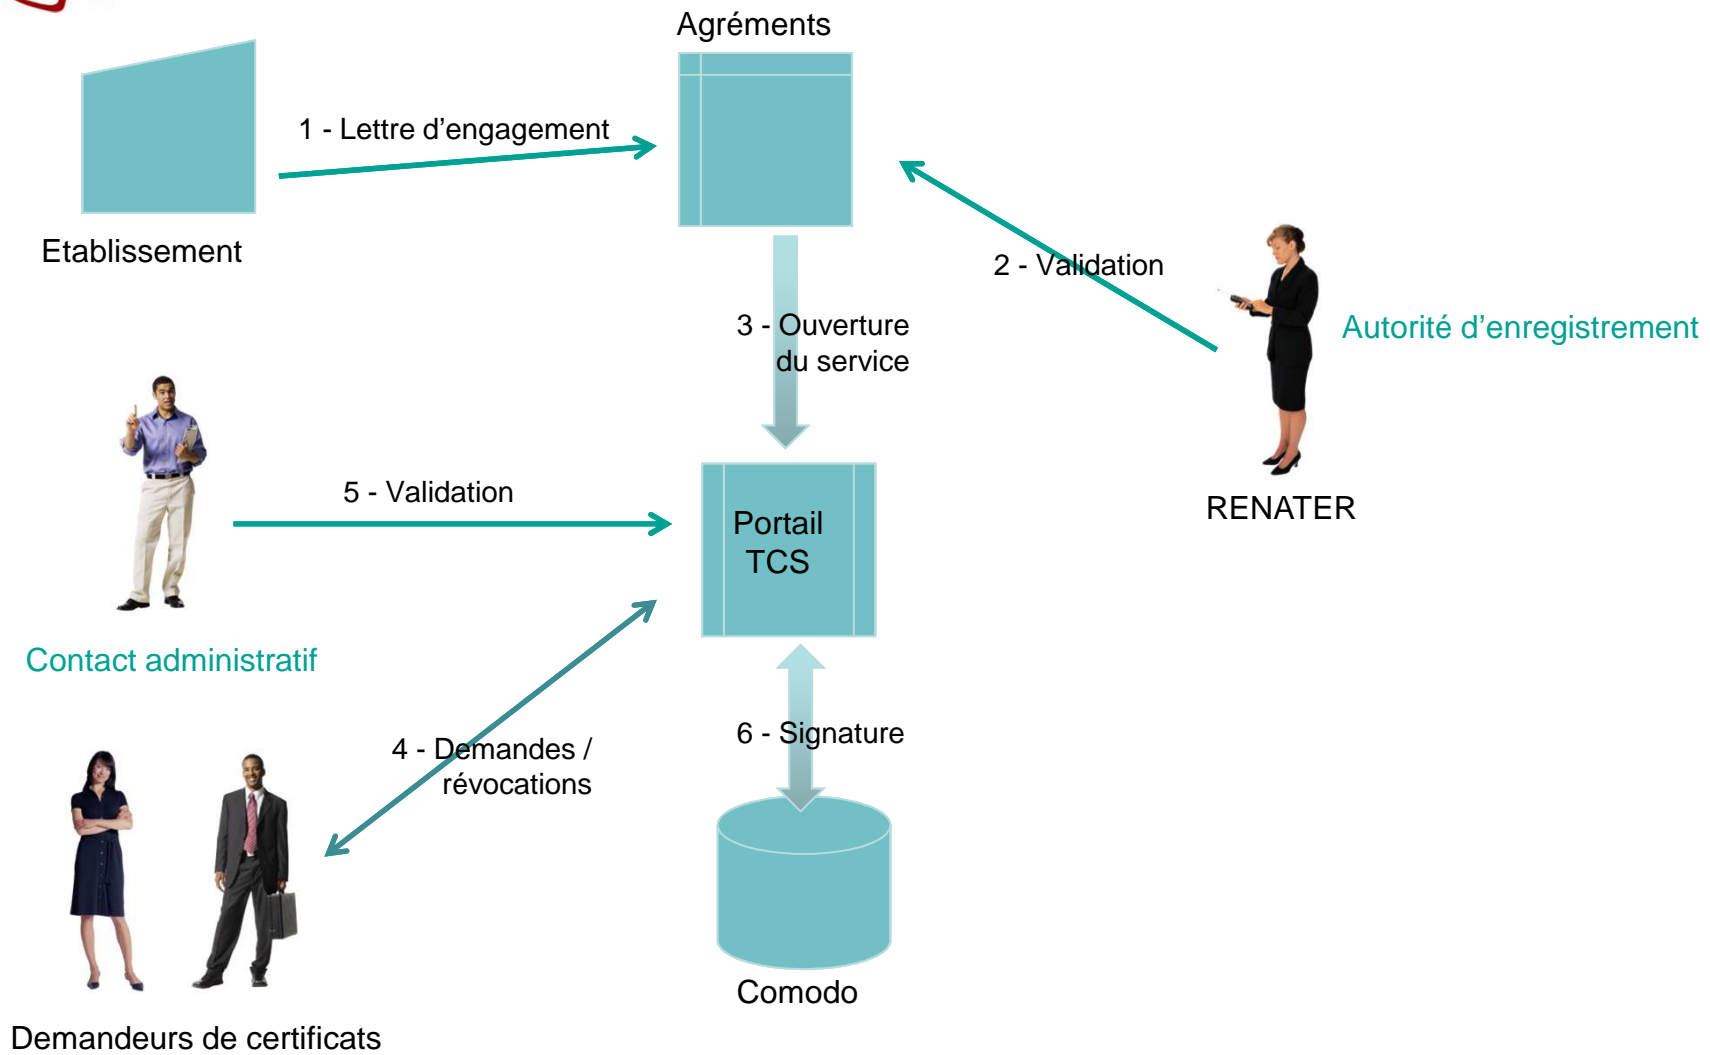 Agréments
1 - Lettre d'engagement
Etablissement
2 - Validation
3 - Ouverture
du service
Autorité d'enregistrement
5 - Validation
RENATER
Portail
TCS
Contact administratif
4 - Demandes /
révocations
6 - Signature
Comodo
Demandeurs de certificats